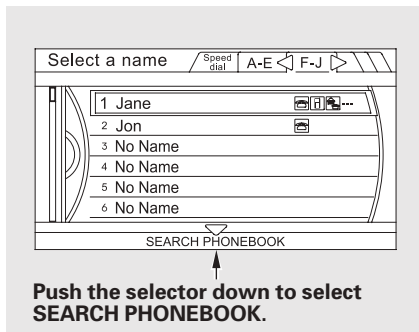 Select a name Speed dial A-E F-J
1 Jane ---
2 Jon
3 No Name
4 No Name
5 No Name
6 No Name
SEARCH PHONEBOOK
Push the selector down to select
SEARCH PHONEBOOK.